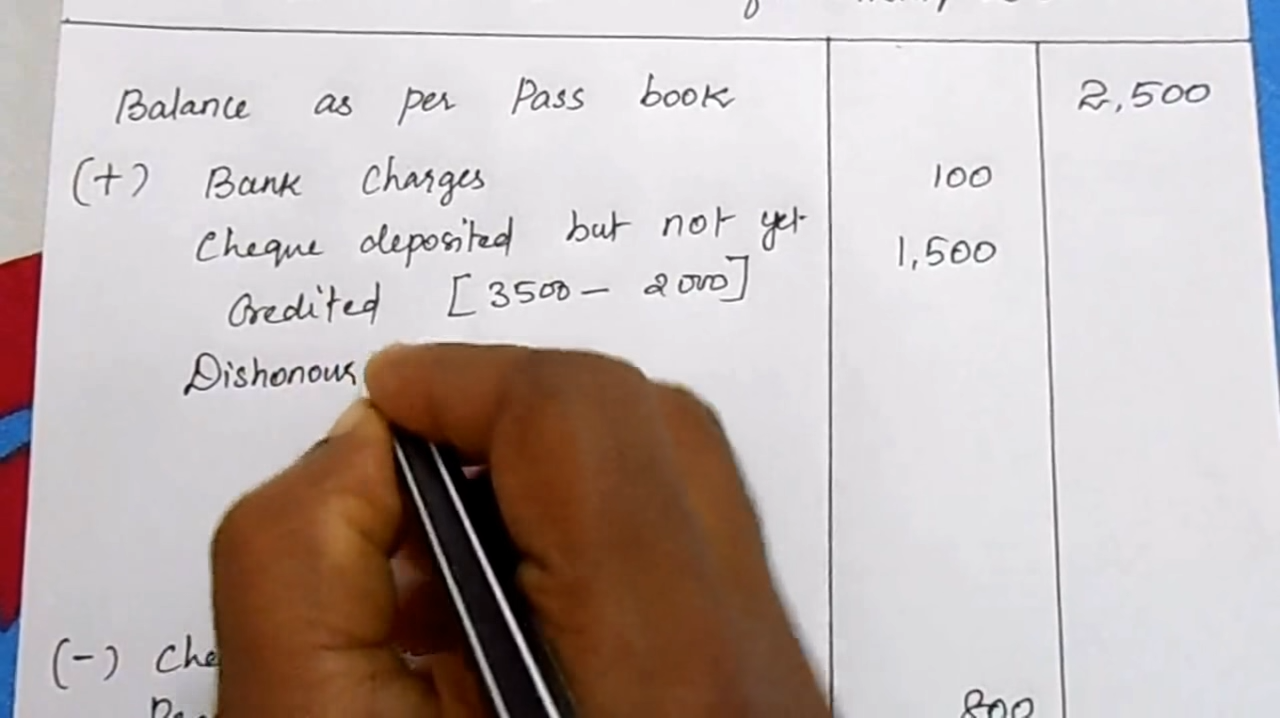 Balance as per Pass book 2,500
(+) Bank Charges 100
Cheque deposited but not yet 1,500
Credited [3500 - 2000]
Dishonour
(-) Che
800